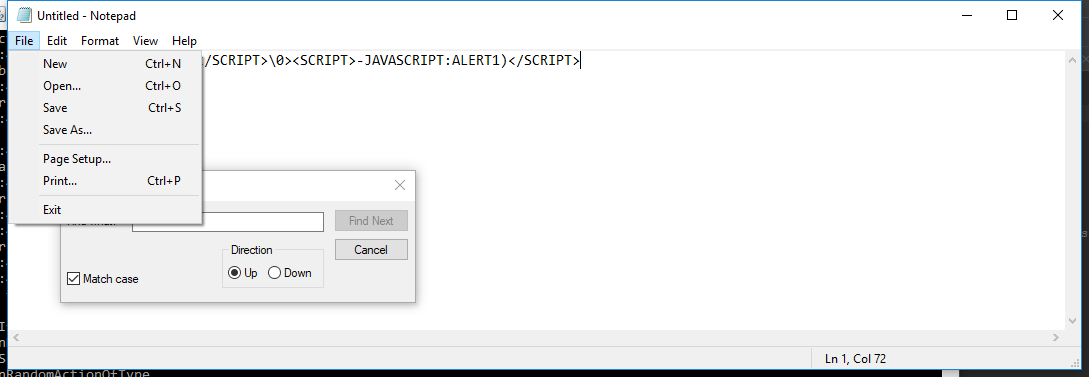 Untitled - Notepad
File Edit Format View Help
/SCRIPT>\0><SCRIPT>-JAVASCRIPT:ALERT1)</SCRIPT>
New Ctrl+N
Open... Ctrl+O
Save Ctrl+S
Save As...
Page Setup...
Print... Ctrl+P
Exit
Find Next
Direction
Cancel
Up Down
Match case
Ln 1, Col 72
nRandomActionOfType